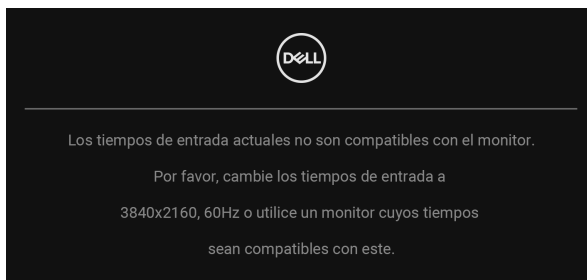 DELL
Los tiempos de entrada actuales no son compatibles con el monitor.
Por favor, cambie los tiempos de entrada a
3840x2160, 60Hz o utilice un monitor cuyos tiempos
sean compatibles con este.